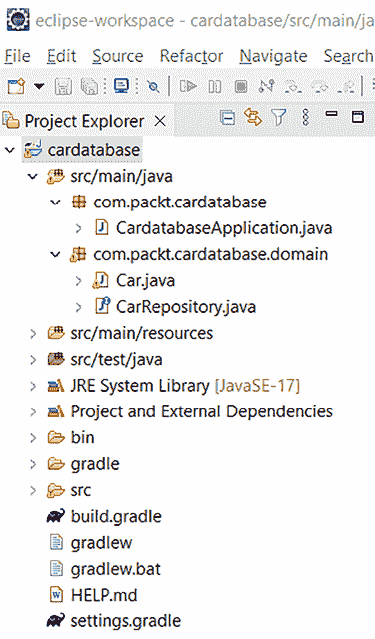 eclipse-workspace - cardatabase/src/main/ja
File Edit Source Refactor Navigate Search
Project Explorer
cardatabase
src/main/java
com.packt.cardatabase
CardatabaseApplication.java
com.packt.cardatabase.domain
Car.java
CarRepository.java
src/main/resources
src/test/java
JRE System Library [JavaSE-17]
Project and External Dependencies
bin
gradle
src
build.gradle
gradlew
gradlew.bat
HELP.md
settings.gradle